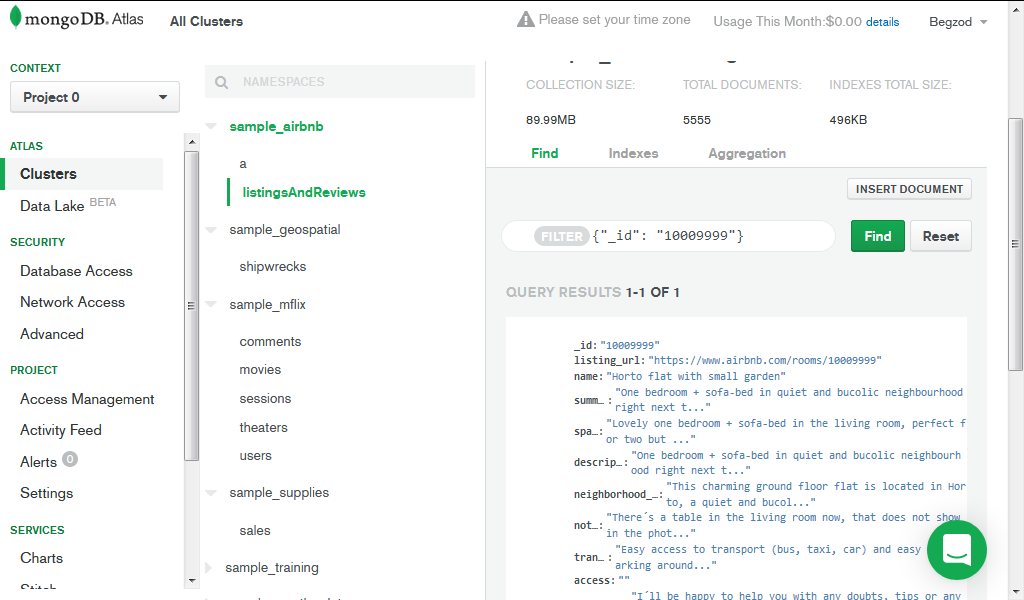 mongoDB. Atlas
All Clusters
Please set your time zone
Usage This Month:$0.00 details
Begzod
CONTEXT
Project 0
ATLAS
Clusters
Data Lake BETA
SECURITY
Database Access
Network Access
Advanced
PROJECT
Access Management
Activity Feed
Alerts 0
Settings
SERVICES
Charts
Stitch
NAMESPACES
sample_airbnb
a
listingsAndReviews
sample_geospatial
shipwrecks
sample_mflix
comments
movies
sessions
theaters
users
sample_supplies
sales
sample_training
COLLECTION SIZE:
TOTAL DOCUMENTS:
INDEXES TOTAL SIZE:
89.99MB
5555
496KB
Find
Indexes
Aggregation
INSERT DOCUMENT
FILTER {"_id": "10009999"}
Find
Reset
QUERY RESULTS 1-1 OF 1
_id: "10009999"
listing_url: "https://www.airbnb.com/rooms/10009999"
name: "Horto flat with small garden"
summ…: "One bedroom + sofa-bed in quiet and bucolic neighbourhood
right next t..."
spa…: "Lovely one bedroom + sofa-bed in the living room, perfect f
or two but ..."
descrip…: "One bedroom + sofa-bed in quiet and bucolic neighbourh
ood right next t..."
neighborhood_…: "This charming ground floor flat is located in Hor
to, a quiet and bucol..."
not…: "There´s a table in the living room now, that does not show
in the phot..."
tran…: "Easy access to transport (bus, taxi, car) and easy
arking around..."
access: ""
"I´ll be happy to help you with any doubts, tips or any